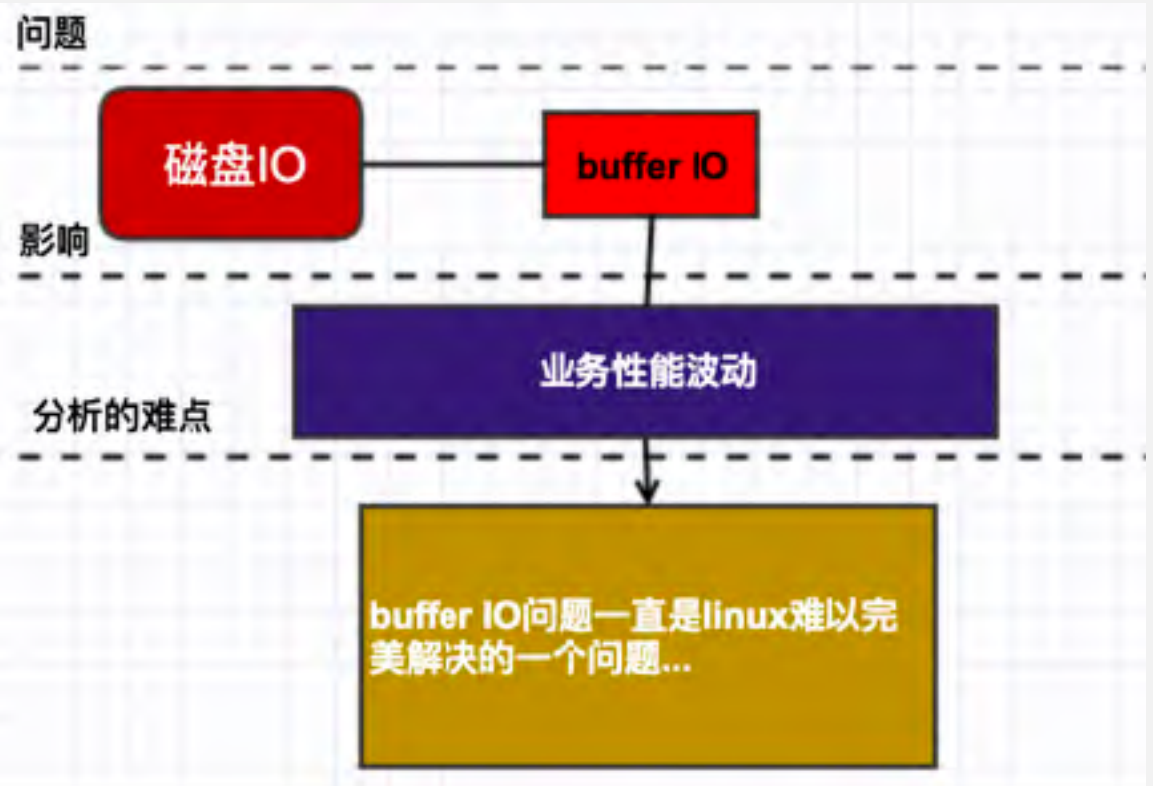 问题
磁盘IO
buffer IO
影响
业务性能波动
分析的难点
buffer IO问题一直是linux难以完
美解决的一个问题...